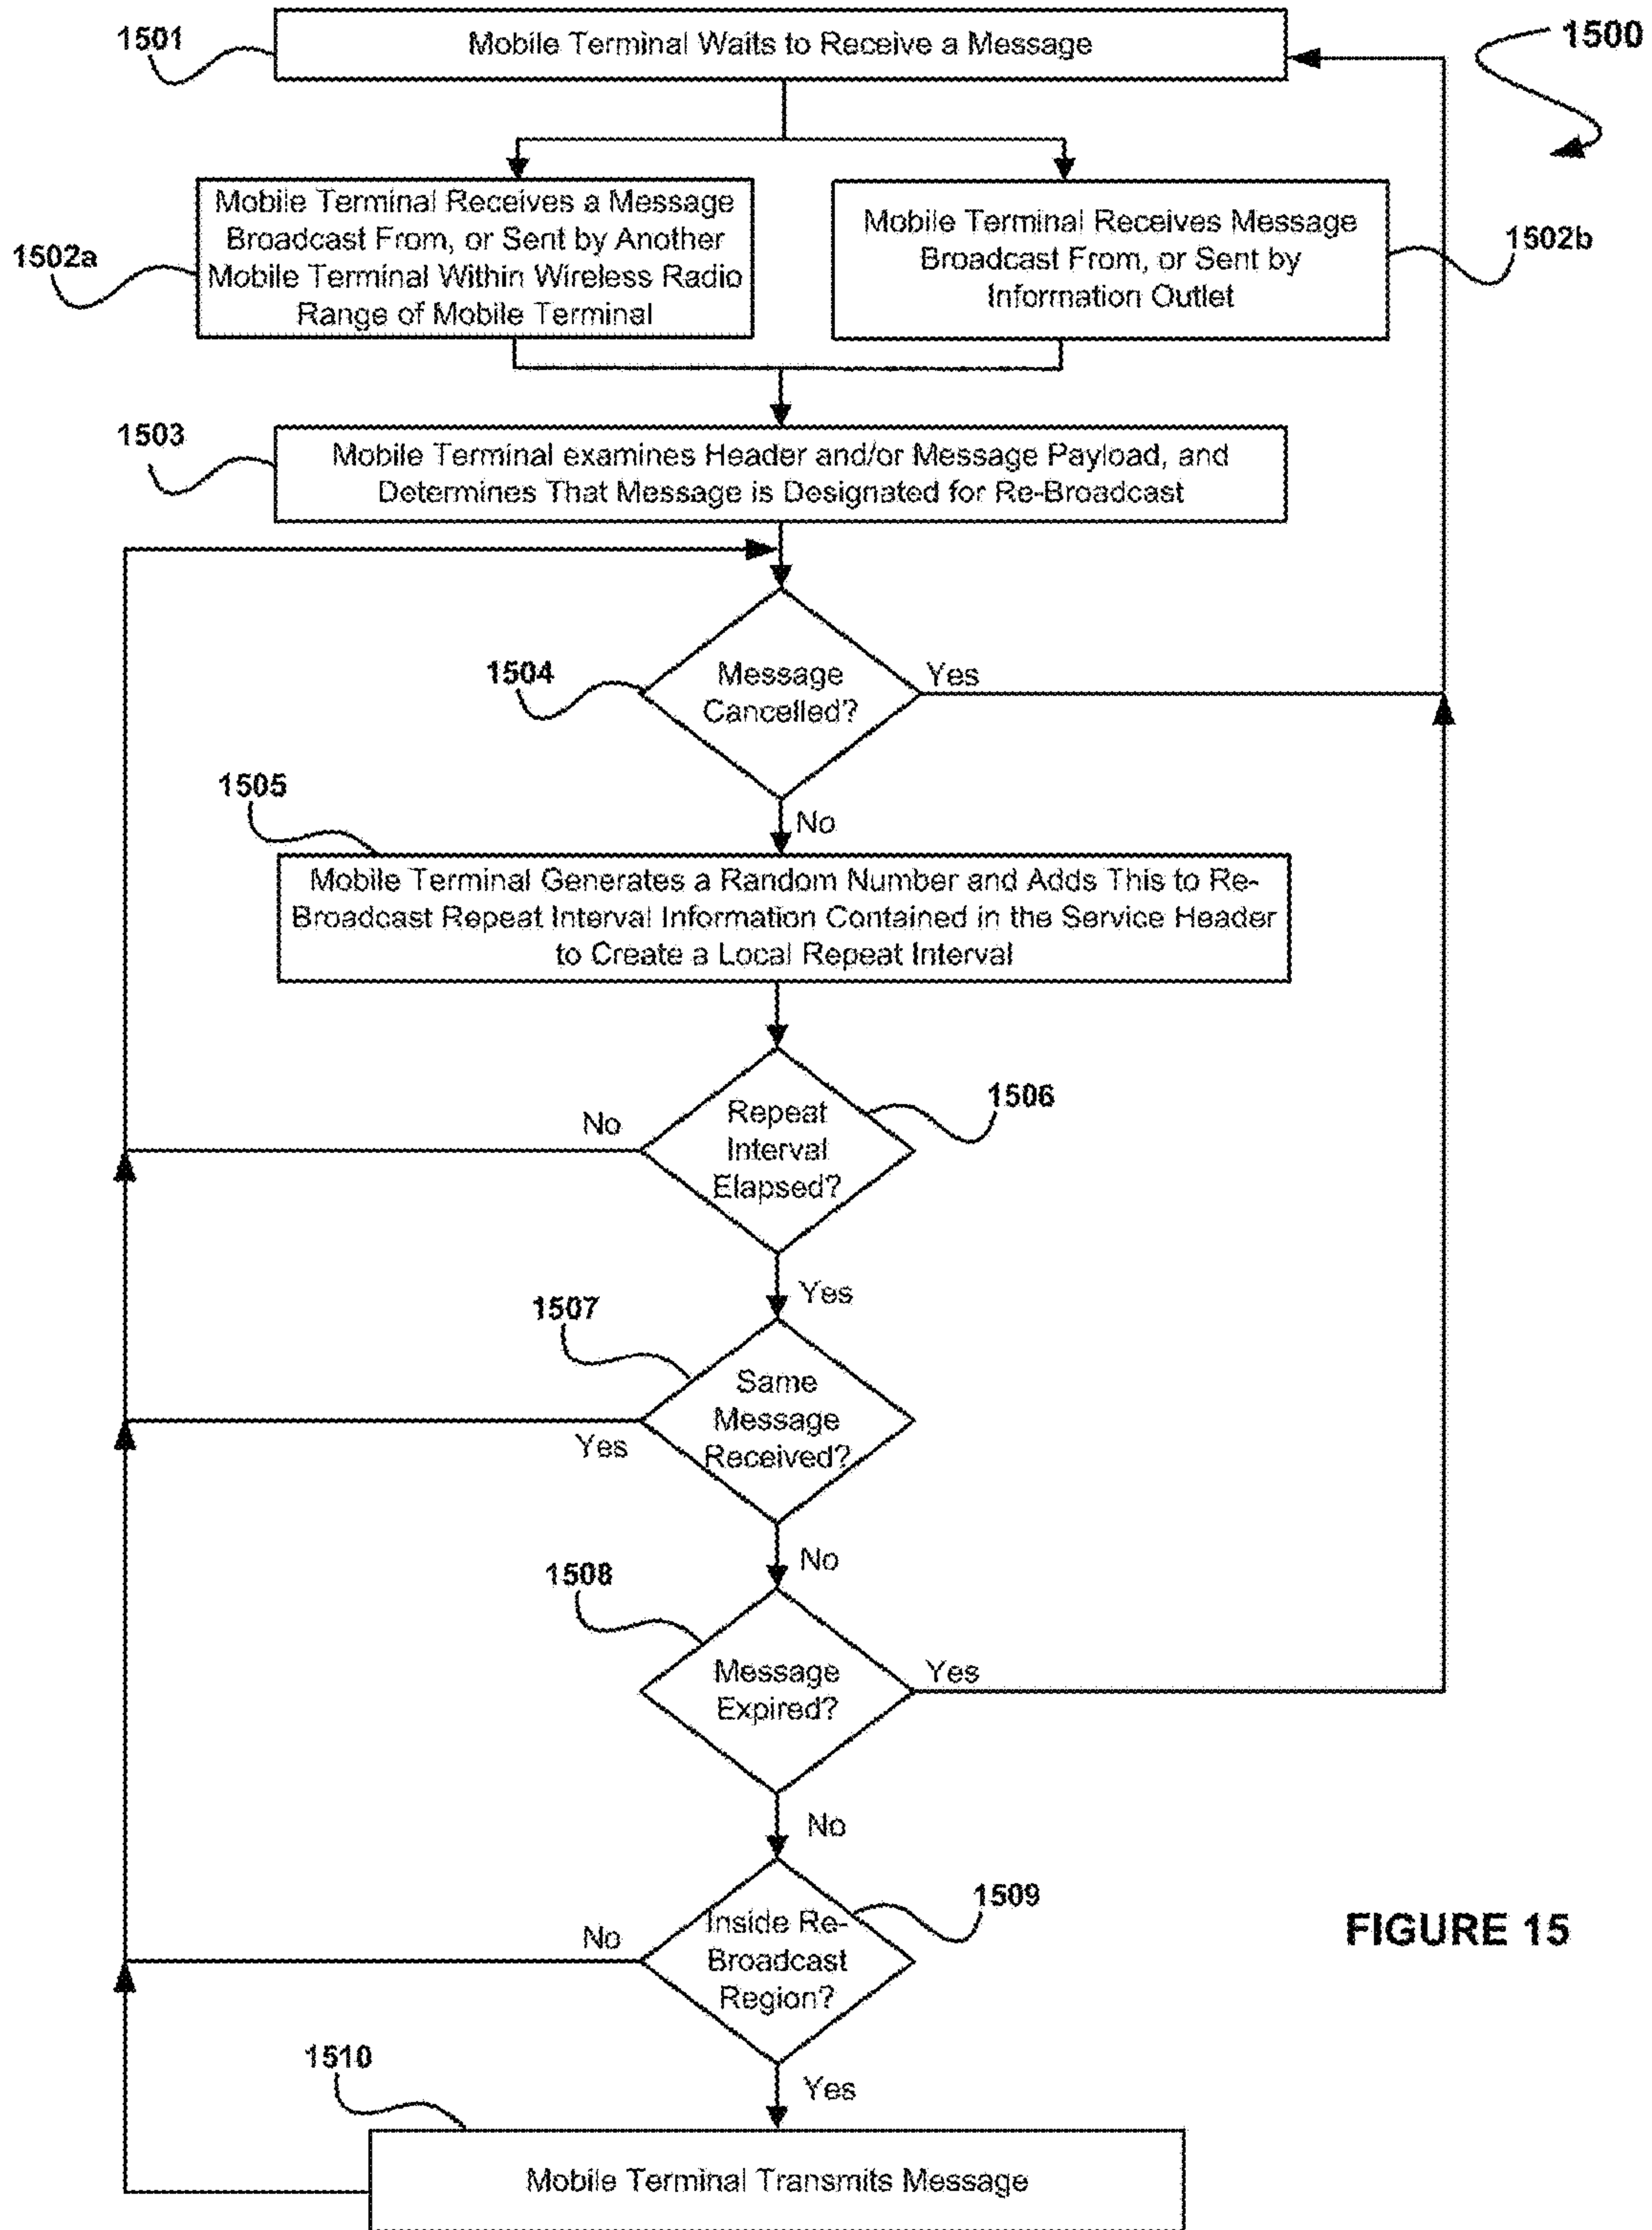 1500
1501
Mobile Terminal Waits to Receive a Message
1502a
Mobile Terminal Receives a Message
Broadcast From, or Sent by Another
Mobile Terminal Within Wireless Radio
Range of Mobile Terminal
Mobile Terminal Receives Message
Broadcast From, or Sent by
Information Outlet
1502b
1503
Mobile Terminal examines Header and/or Message Payload, and
Determines That Message is Designated for Re-Broadcast
1504
Message
Cancelled?
Yes
No
1505
Mobile Terminal Generates a Random Number and Adds This to Re-
Broadcast Repeat Interval Information Contained in the Service Header
to Create a Local Repeat Interval
1506
Repeat
Interval
Elapsed?
No
Yes
1507
Same
Message
Received?
Yes
No
1508
Message
Expired?
Yes
No
1509
Inside Re-
Broadcast
Region?
No
Yes
FIGURE 15
1510
Mobile Terminal Transmits Message